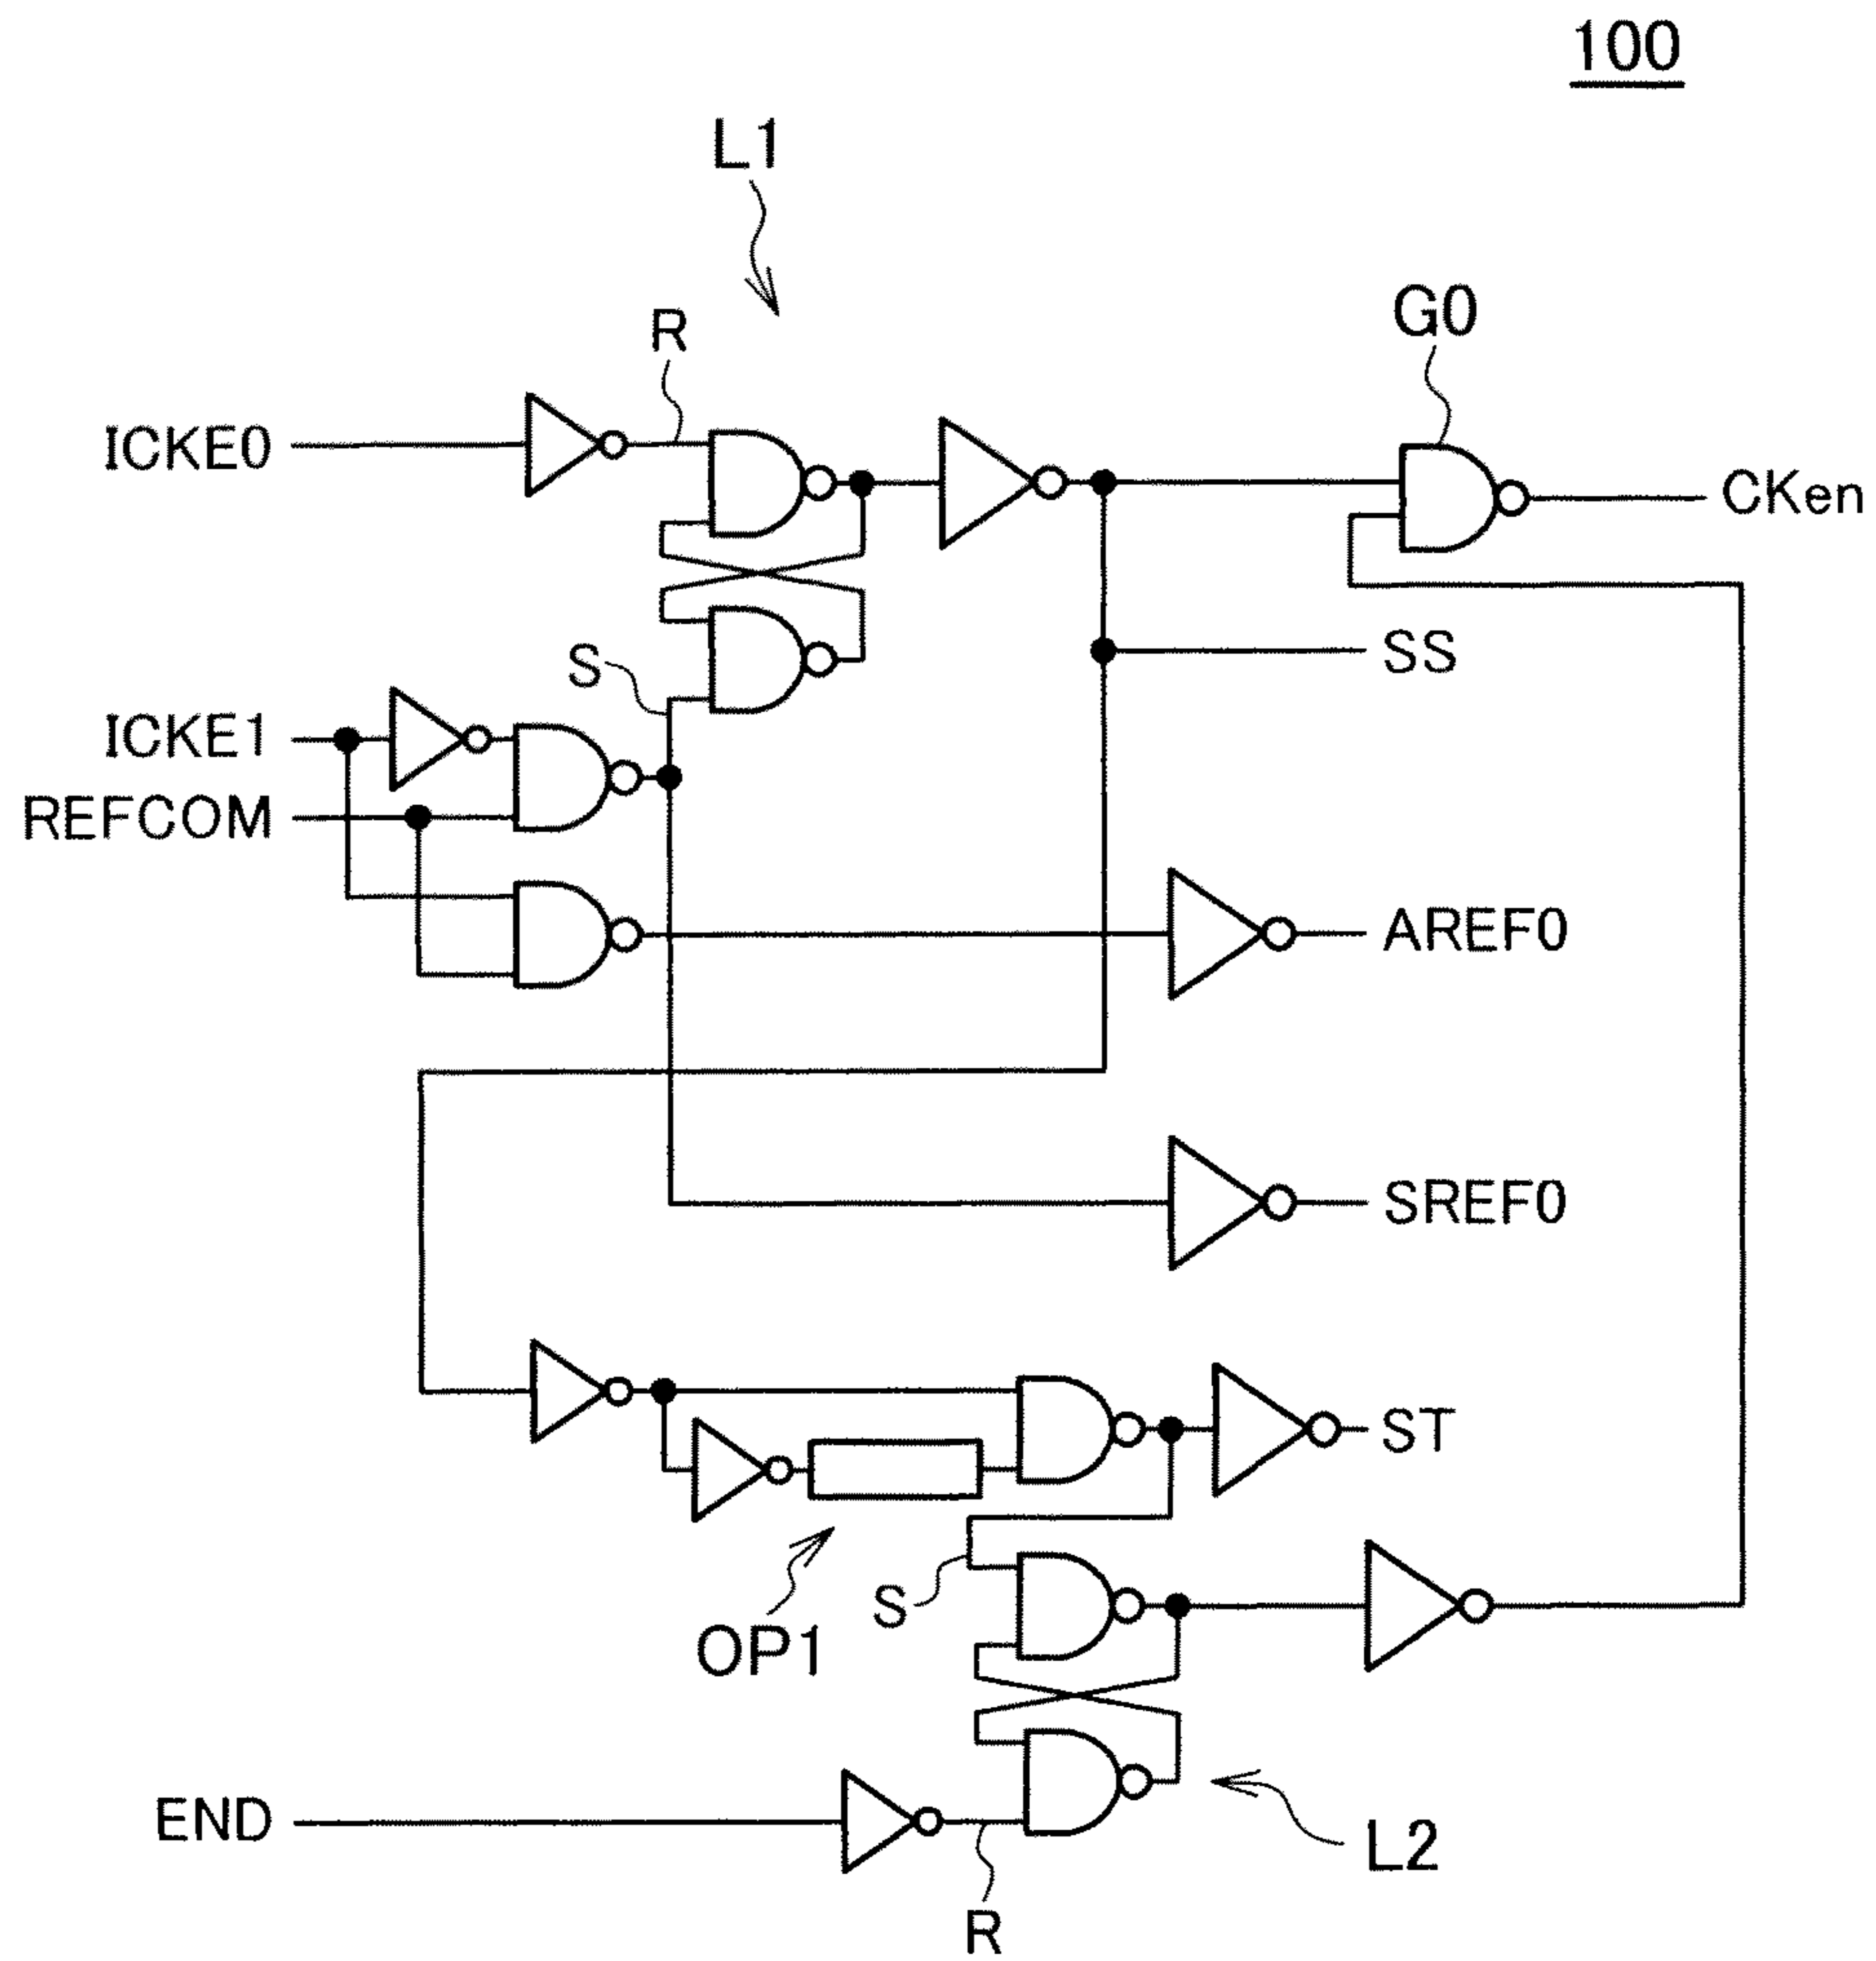 100
L1
G0
R
ICKE0
CKen
S
SS
ICKE1
REFCOM
AREF0
SREF0
ST
S
OP1
END
L2
R